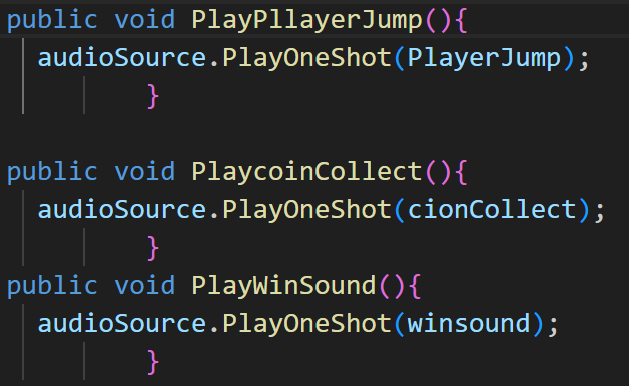 public void PlayPllayerJump(){
audioSource.PlayOneShot(PlayerJump);
}
public void PlaycoinCollect(){
audioSource.PlayOneShot(cionCollect);
}
public void PlayWinSound(){
audioSource.PlayOneShot(winsound);
}